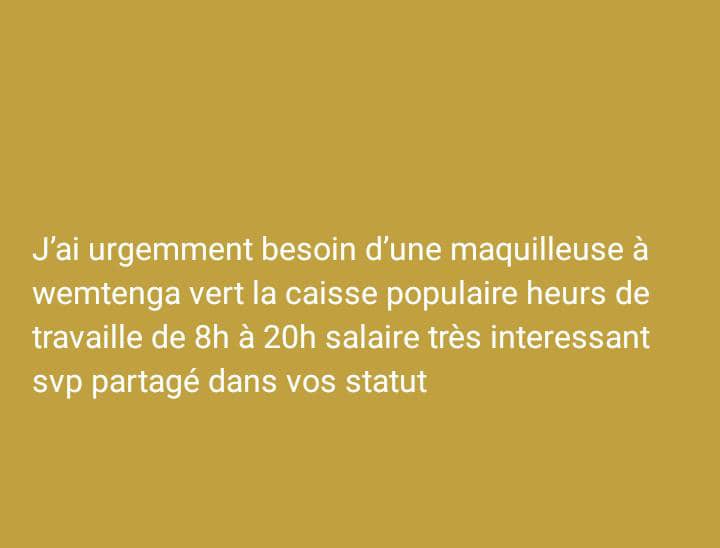 J’ai urgemment besoin d’une maquilleuse à
wemtenga vert la caisse populaire heurs de
travaille de 8h à 20h salaire très interessant
svp partagé dans vos statut